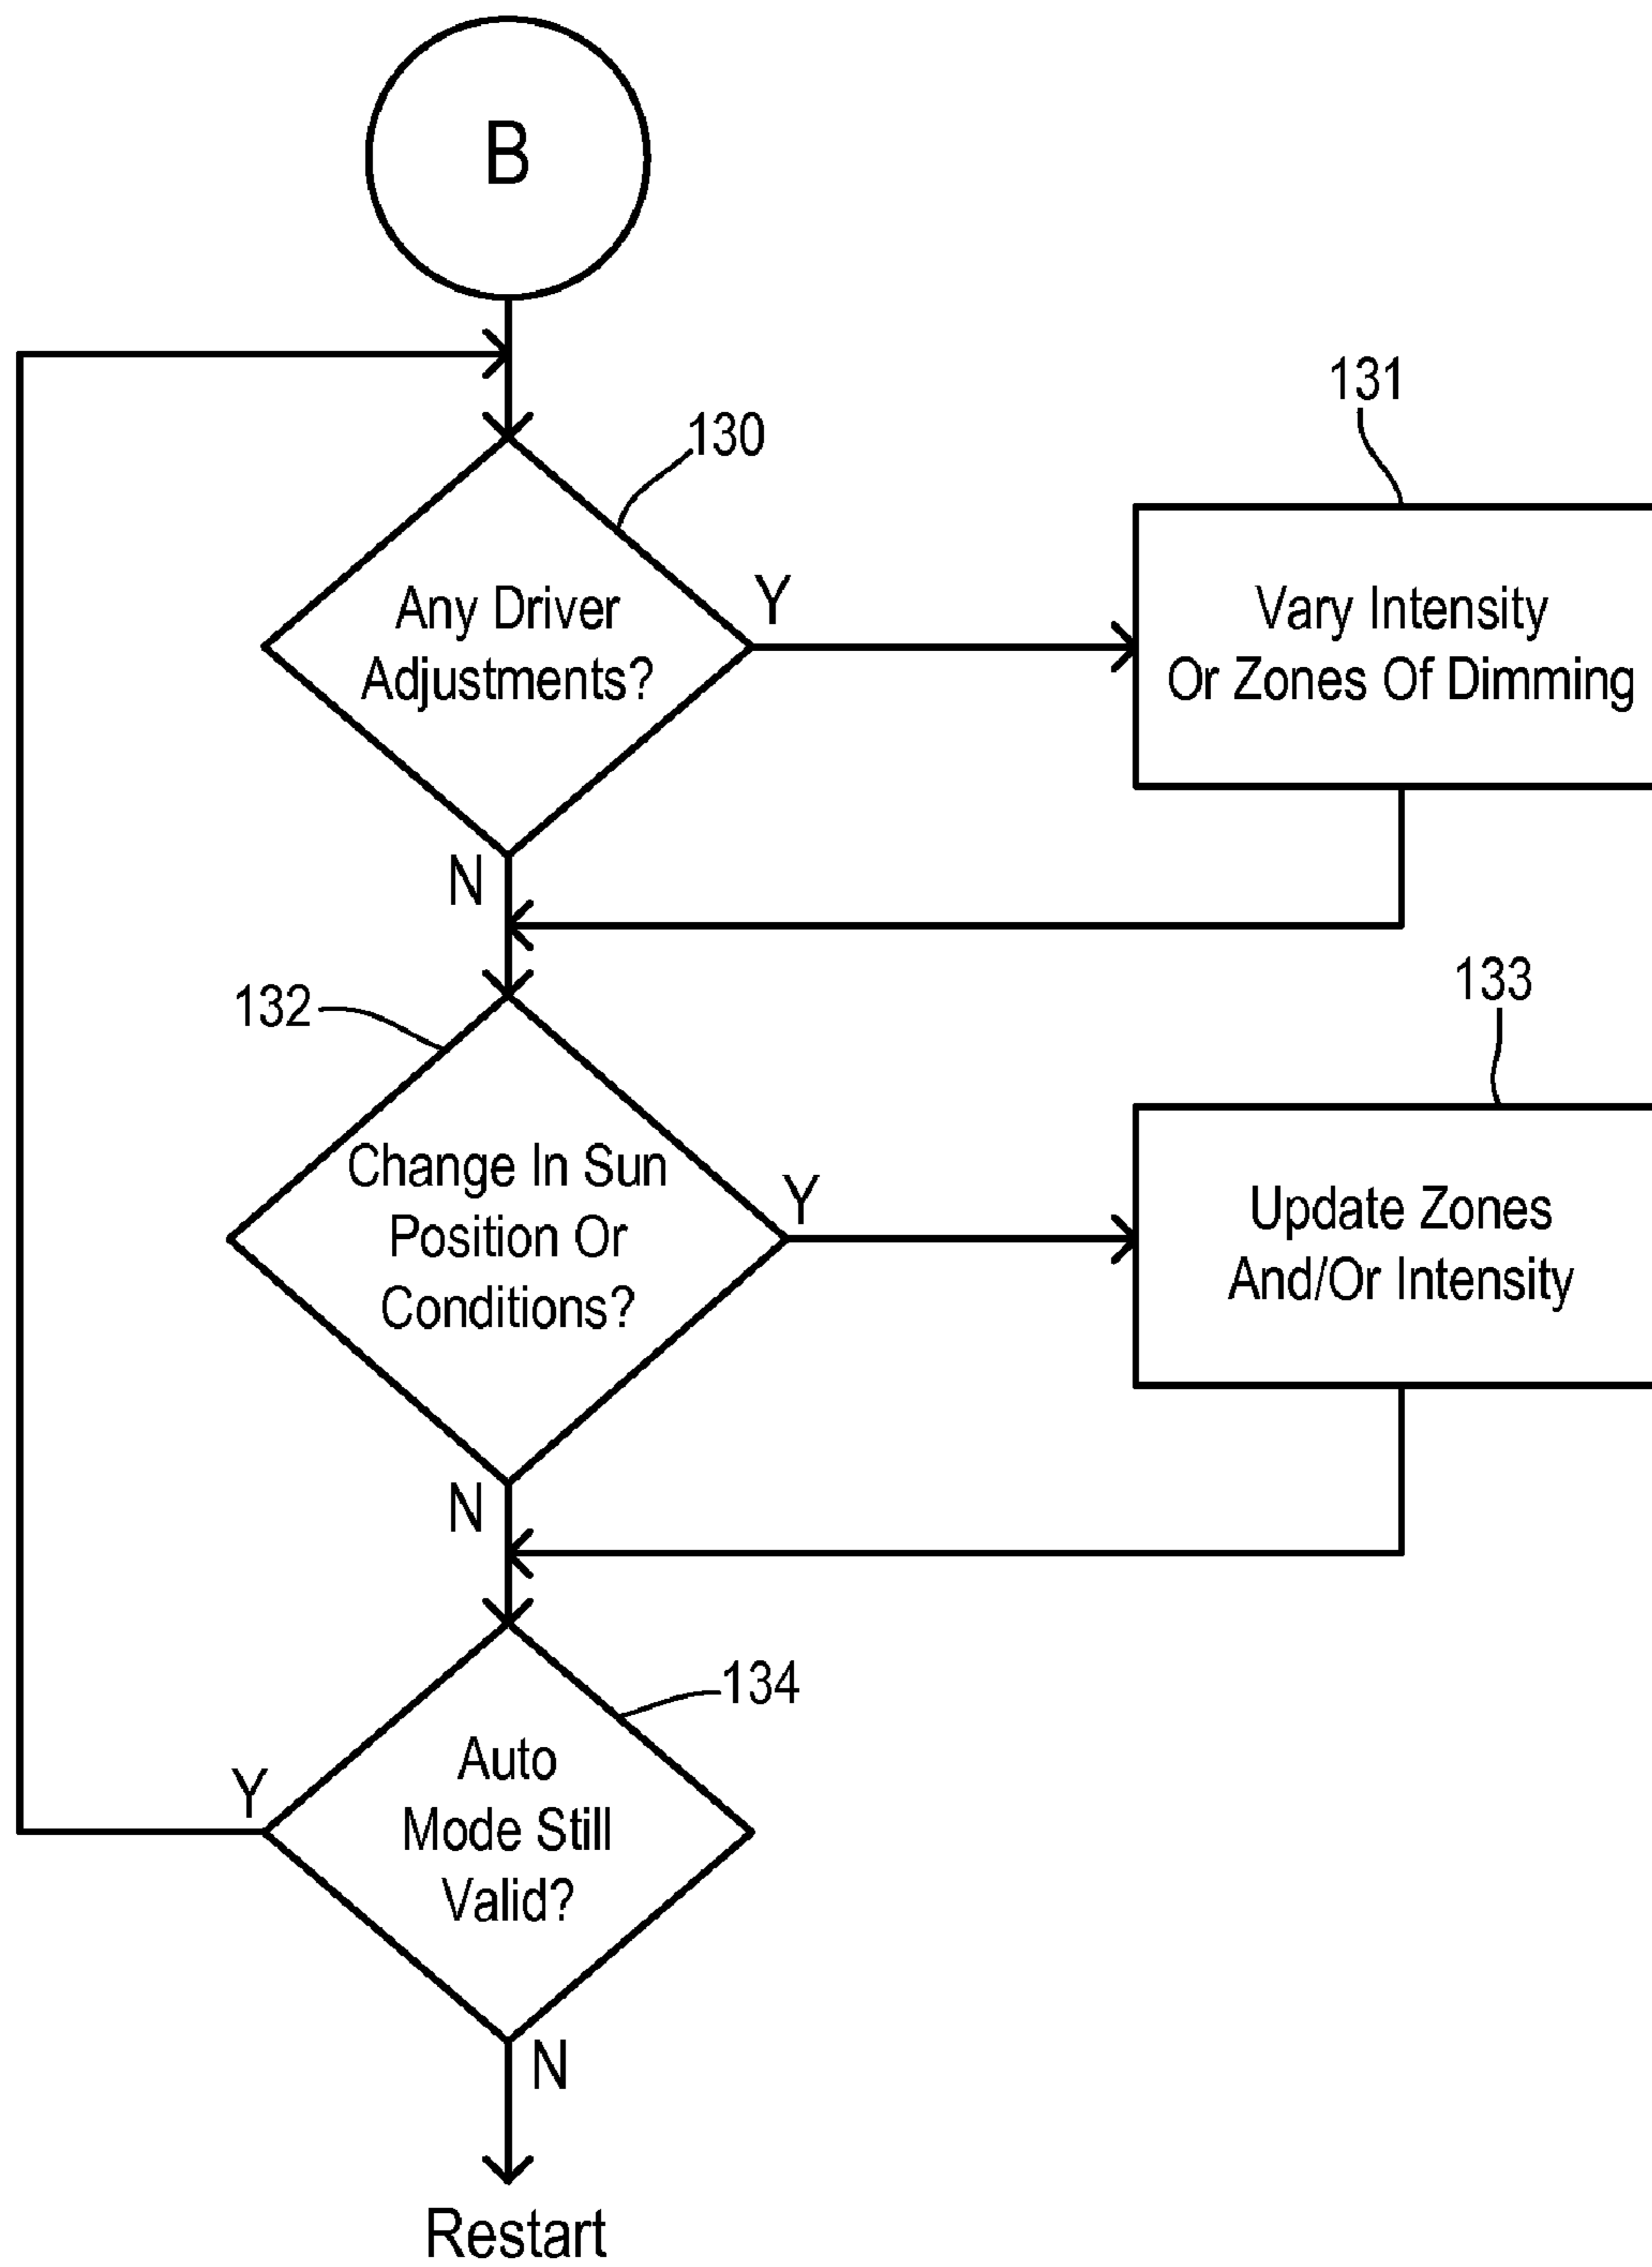 B
130
Any Driver
Adjustments?
Y
131
Vary Intensity
Or Zones Of Dimming
N
132
Change In Sun
Position Or
Conditions?
Y
133
Update Zones
And/Or Intensity
N
134
Auto
Mode Still
Valid?
Y
N
Restart